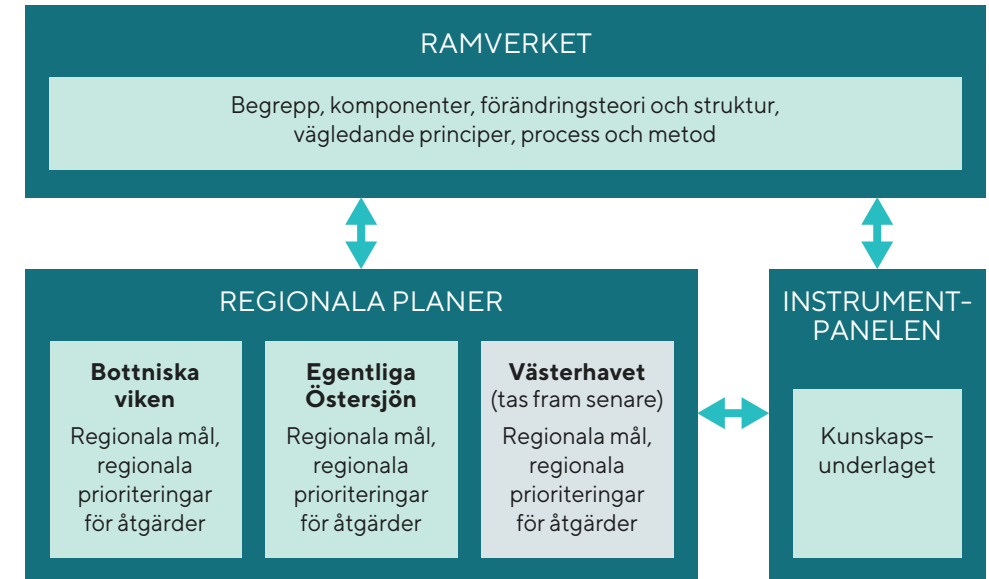 RAMVERKET
Begrepp, komponenter, förändringsteori och struktur,
vägledande principer, process och metod
REGIONALA PLANER
Bottniska
viken
Regionala mål,
regionala
prioriteringar
för åtgärder
Egentliga
Östersjön
Regionala mål,
regionala
prioriteringar
för åtgärder
Västerhavet
(tas fram senare)
Regionala mål,
regionala
prioriteringar
för åtgärder
INSTRUMENT-
PANELEN
Kunskaps-
underlaget